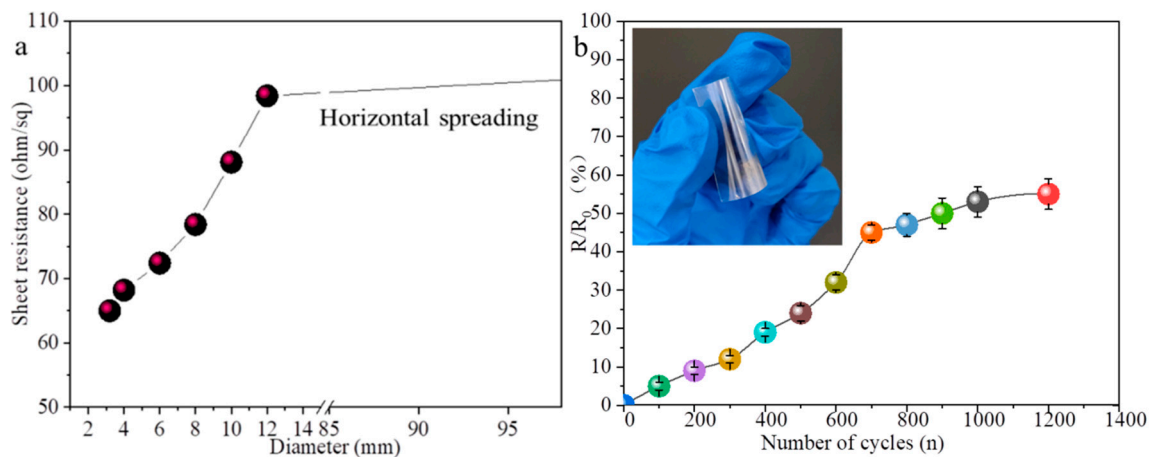 a
110
100
90
80
70
60
50
Sheet resistance (ohm/sq)
Horizontal spreading
2 4 6 8 10 12 14 85 90 95
Diameter (mm)
b
100
90
80
70
60
50
40
30
20
10
0
R/R₀ (%)
0 200 400 600 800 1000 1200 1400
Number of cycles (n)